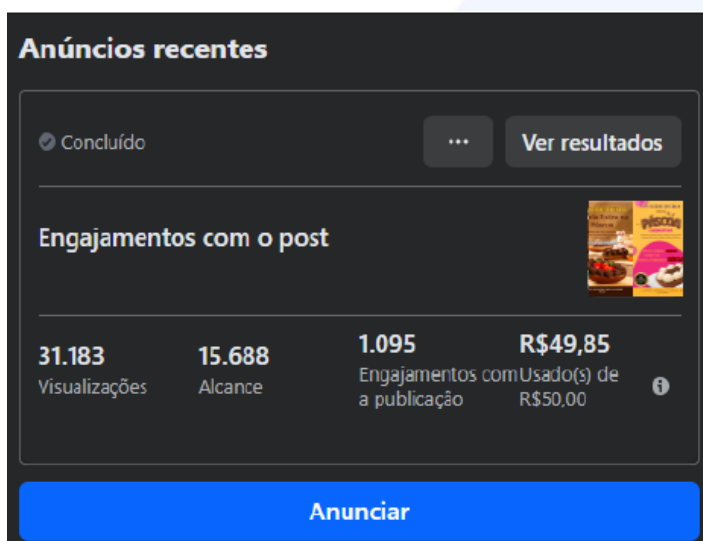 Anúncios recentes
Concluído
...
Ver resultados
Engajamentos com o post
PÁSCOA
31.183
Visualizações
15.688
Alcance
1.095
Engajamentos com
a publicação
R$49,85
Usado(s) de
R$50,00
Anunciar